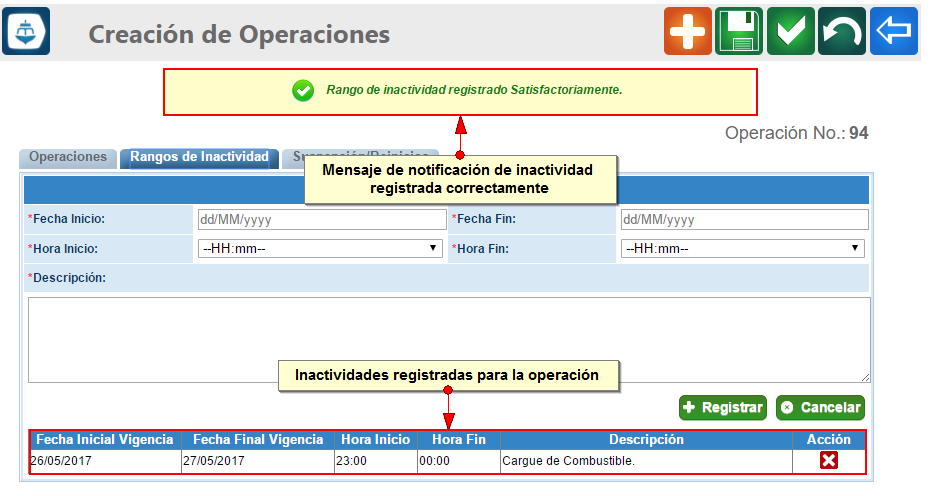 Creación de Operaciones
Rango de inactividad registrado Satisfactoriamente.
Operación No.: 94
Operaciones
Rangos de Inactividad
Suspensión/Reinicios
Mensaje de notificación de inactividad
registrada correctamente
*Fecha Inicio:
dd/MM/yyyy
*Fecha Fin:
dd/MM/yyyy
*Hora Inicio:
--HH:mm--
*Hora Fin:
--HH:mm--
*Descripción:
Inactividades registradas para la operación
Registrar
Cancelar
Fecha Inicial Vigencia Fecha Final Vigencia Hora Inicio Hora Fin Descripción Acción
26/05/2017 27/05/2017 23:00 00:00 Cargue de Combustible.